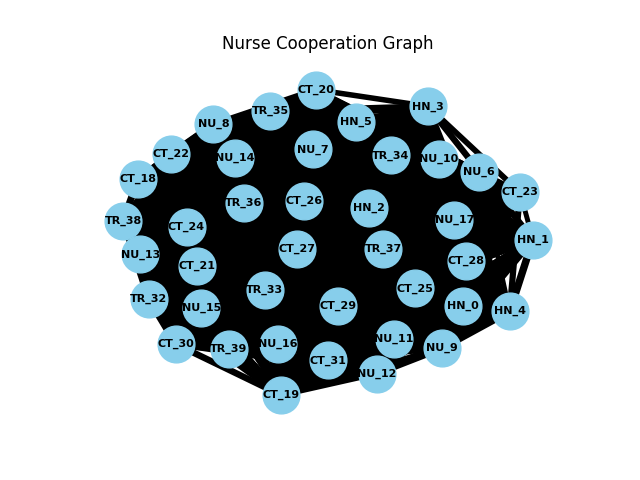 Nurse Cooperation Graph
CT_20
HN_3
TR_35
HN_5
NU_8
NU_7
CT_22
NU_14
TR_34
NU_10
NU_6
CT_18
CT_23
TR_36
CT_26
HN_2
TR_38
NU_17
CT_24
HN_1
NU_13
CT_27
TR_37
CT_21
CT_28
TR_33
CT_25
TR_32
NU_15
CT_29
HN_0
HN_4
CT_30
TR_39
NU_16
NU_11
NU_9
CT_31
NU_12
CT_19